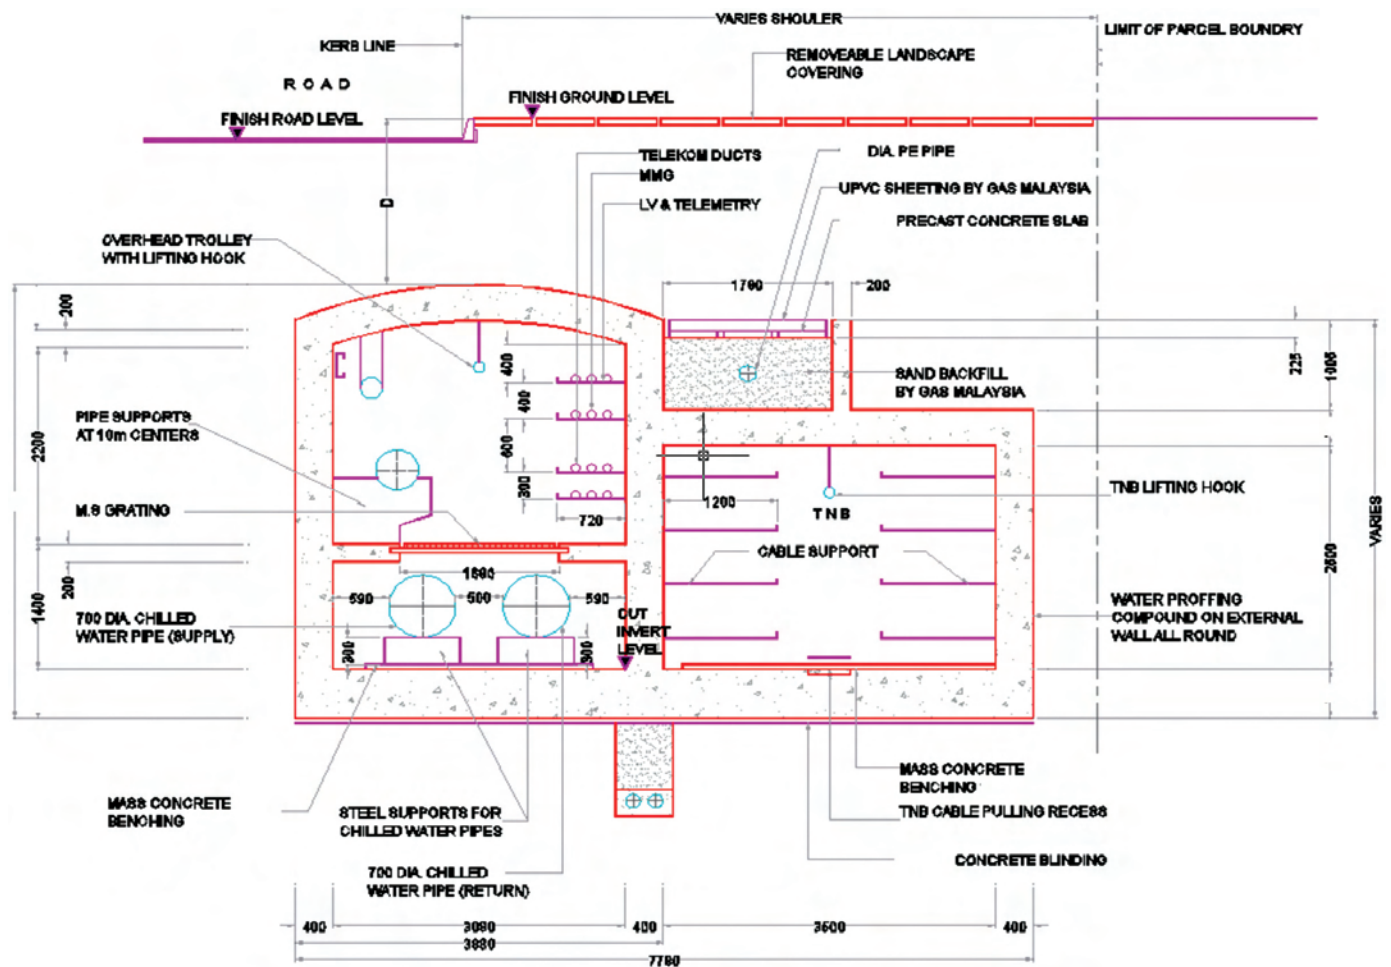 VARIES SHOULER
LIMIT OF PARCEL BOUNDRY
KERB LINE
REMOVEABLE LANDSCAPE
COVERING
ROAD
FINISH GROUND LEVEL
FINISH ROAD LEVEL
TELEKOM DUCTS
MMG
LV & TELEMETRY
DIA. PE PIPE
UPVC SHEETING BY GAS MALAYSIA
PRECAST CONCRETE SLAB
D
OVERHEAD TROLLEY
WITH LIFTING HOOK
1700
200
200
400
400
600
300
720
225
1005
SAND BACKFILL
BY GAS MALAYSIA
PIPE SUPPORTS
AT 10m CENTERS
2200
M.S GRATING
1200
TNB
TNB LIFTING HOOK
CABLE SUPPORT
VARIES
2600
200
1400
590
500
590
700 DIA. CHILLED
WATER PIPE (SUPPLY)
300
300
OUT
INVERT
LEVEL
WATER PROFFING
COMPOUND ON EXTERNAL
WALL ALL ROUND
MASS CONCRETE
BENCHING
STEEL SUPPORTS FOR
CHILLED WATER PIPES
700 DIA. CHILLED
WATER PIPE (RETURN)
MASS CONCRETE
BENCHING
TNB CABLE PULLING RECESS
CONCRETE BLINDING
400
3080
400
3500
400
3880
7780